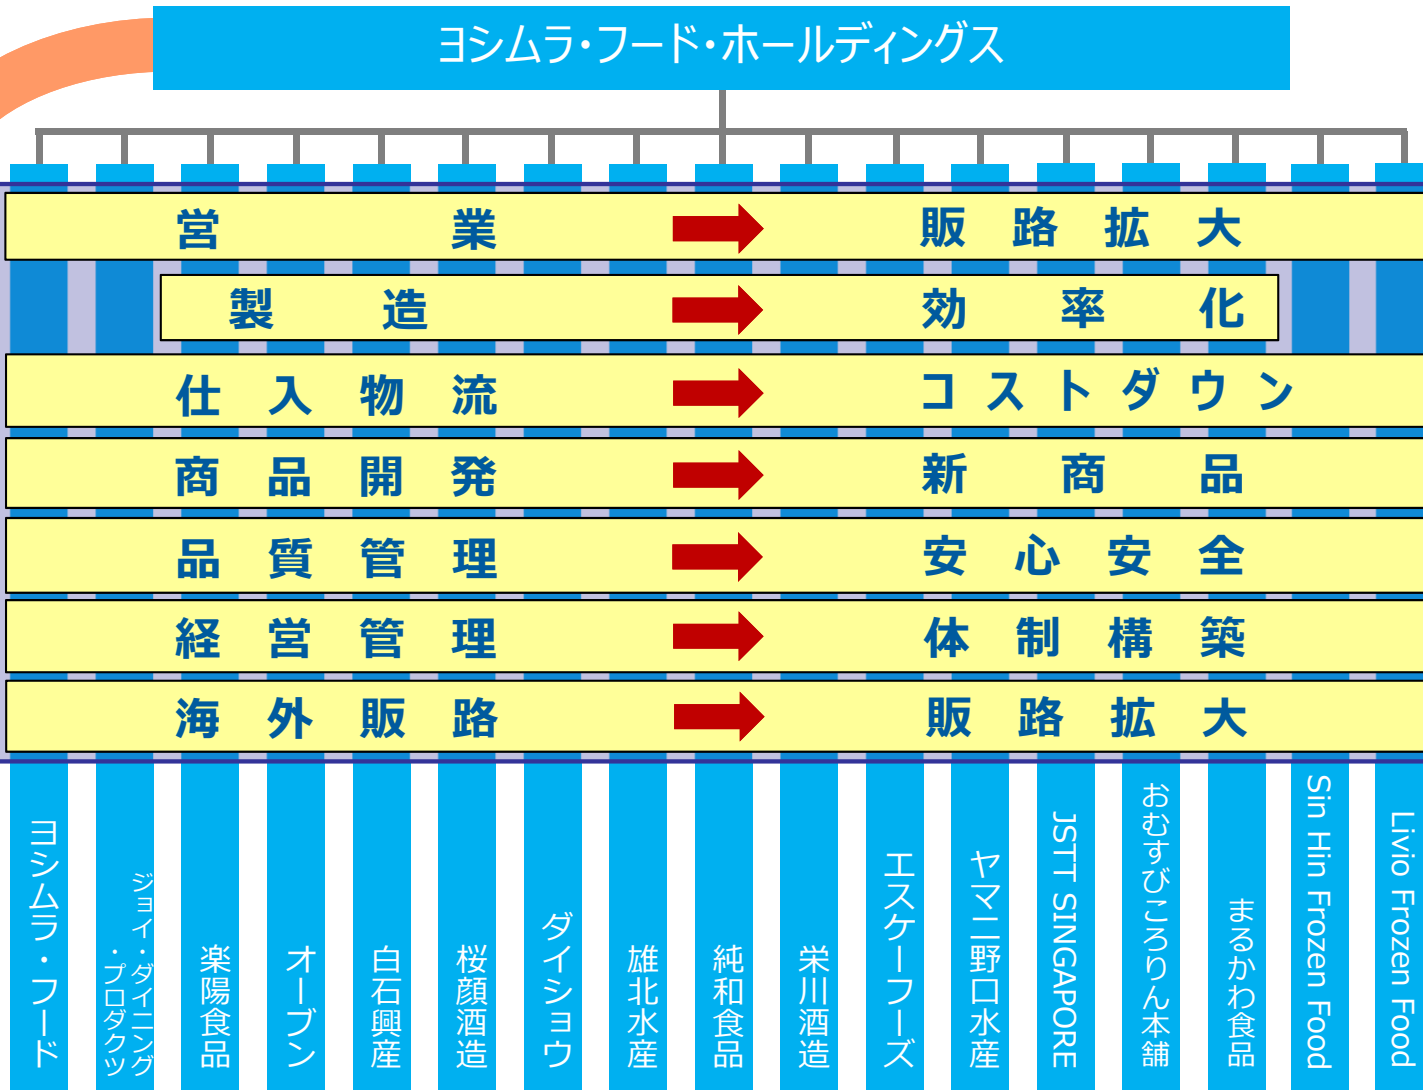 ヨシムラ・フード・ホールディングス
営業 販路拡大
製造 効率化
仕入物流 コストダウン
商品開発 新商品
品質管理 安心安全
経営管理 体制構築
海外販路 販路拡大
ヨシムラ・フード
ジョイ・ダイニング
・プロダクツ
楽陽食品
オーブン
白石興産
桜顔酒造
ダイショウ
雄北水産
純和食品
栄川酒造
エスケーフーズ
ヤマニ野口水産
JSTT SINGAPORE
おむすびころりん本舗
まるかわ食品
Sin Hin Frozen Food
Livio Frozen Food